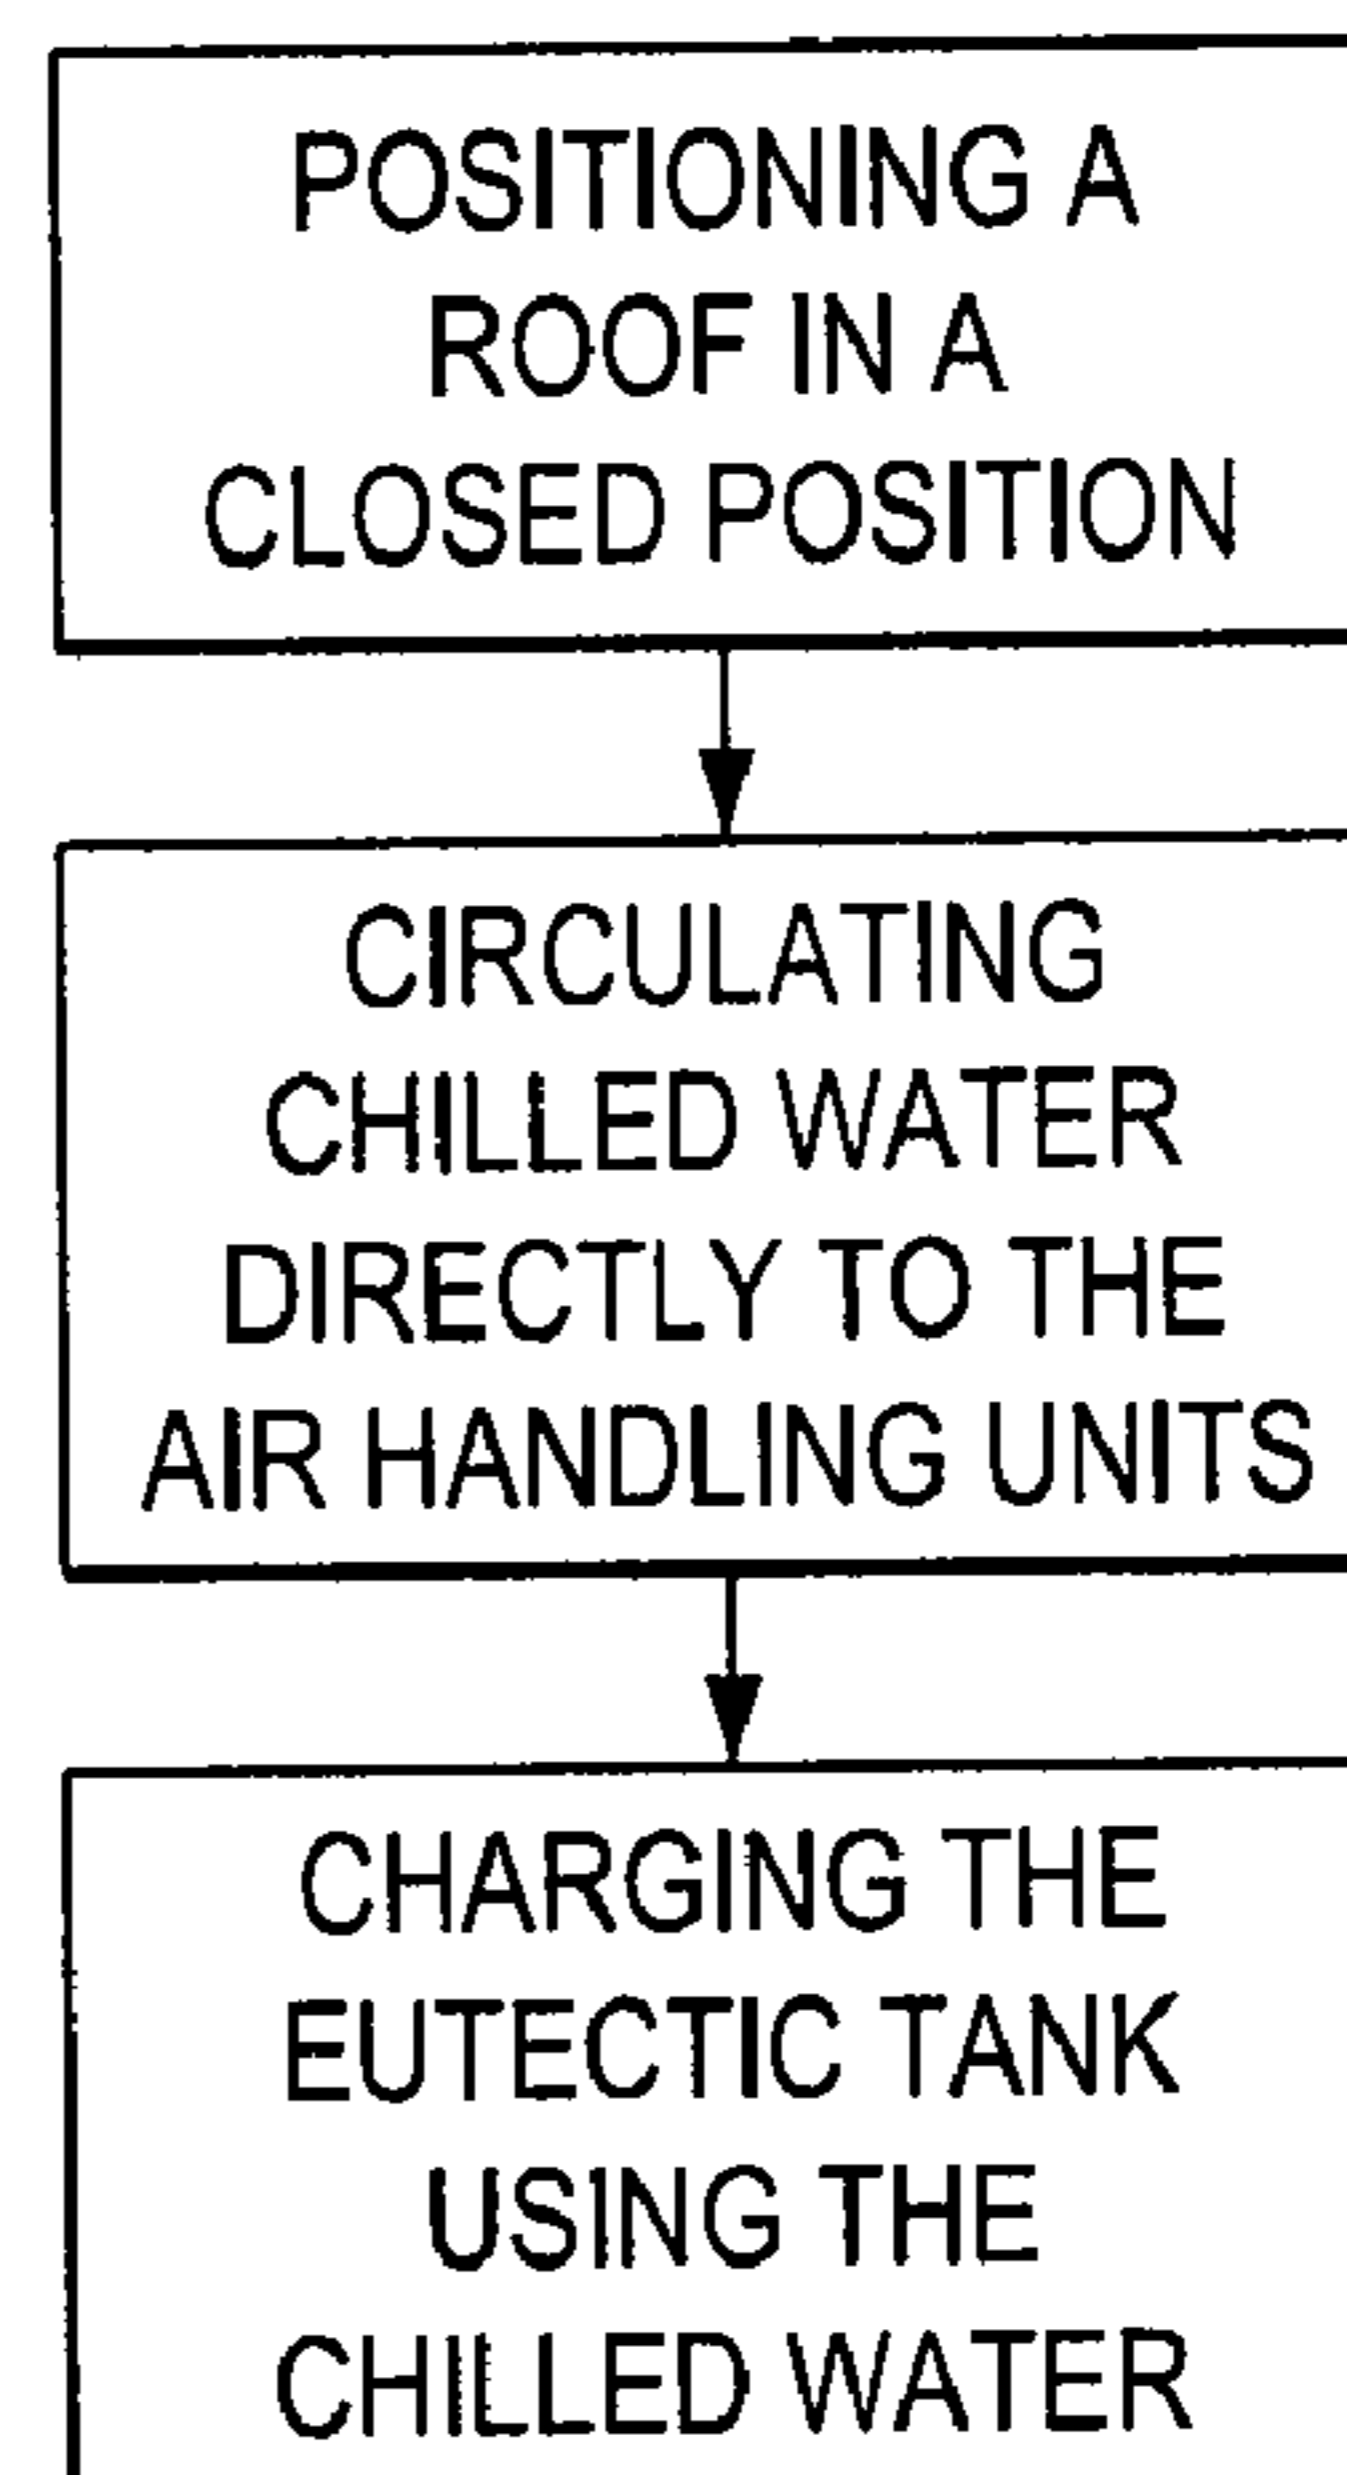 POSITIONING A
ROOF IN A
CLOSED POSITION
CIRCULATING
CHILLED WATER
DIRECTLY TO THE
AIR HANDLING UNITS
CHARGING THE
EUTECTIC TANK
USING THE
CHILLED WATER